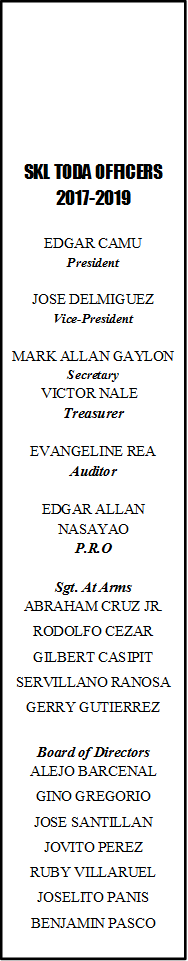 SKL TODA OFFICERS
2017-2019
EDGAR CAMU
President
JOSE DELMIGUEZ
Vice-President
MARK ALLAN GAYLON
Secretary
VICTOR NALE
Treasurer
EVANGELINE REA
Auditor
EDGAR ALLAN
NASAYAO
P.R.O
Sgt. At Arms
ABRAHAM CRUZ JR.
RODOLFO CEZAR
GILBERT CASIPIT
SERVILLANO RANOSA
GERRY GUTIERREZ
Board of Directors
ALEJO BARCENAL
GINO GREGORIO
JOSE SANTILLAN
JOVITO PEREZ
RUBY VILLARUEL
JOSELITO PANIS
BENJAMIN PASCO